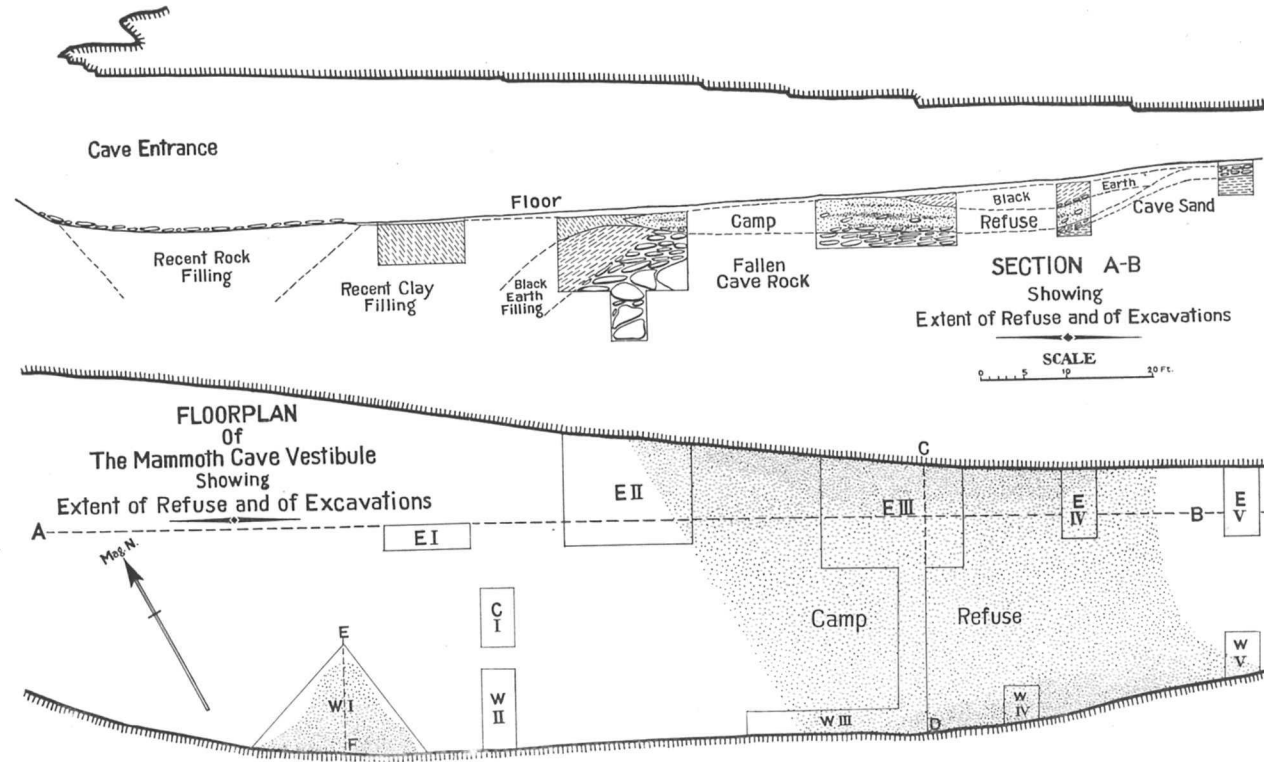 Cave Entrance
Floor
Recent Rock
Filling
Recent Clay
Filling
Black
Earth
Filling
Camp
Fallen
Cave Rock
Black
Earth
Refuse
Cave Sand
SECTION A-B
Showing
Extent of Refuse and of Excavations
SCALE
0 5 10 20 Ft.
FLOORPLAN
Of
The Mammoth Cave Vestibule
Showing
Extent of Refuse and of Excavations
A
B
C
D
E
F
Mag. N.
E I
E II
E III
E
IV
E
V
C
I
W I
W
II
W III
W
IV
W
V
Camp Refuse